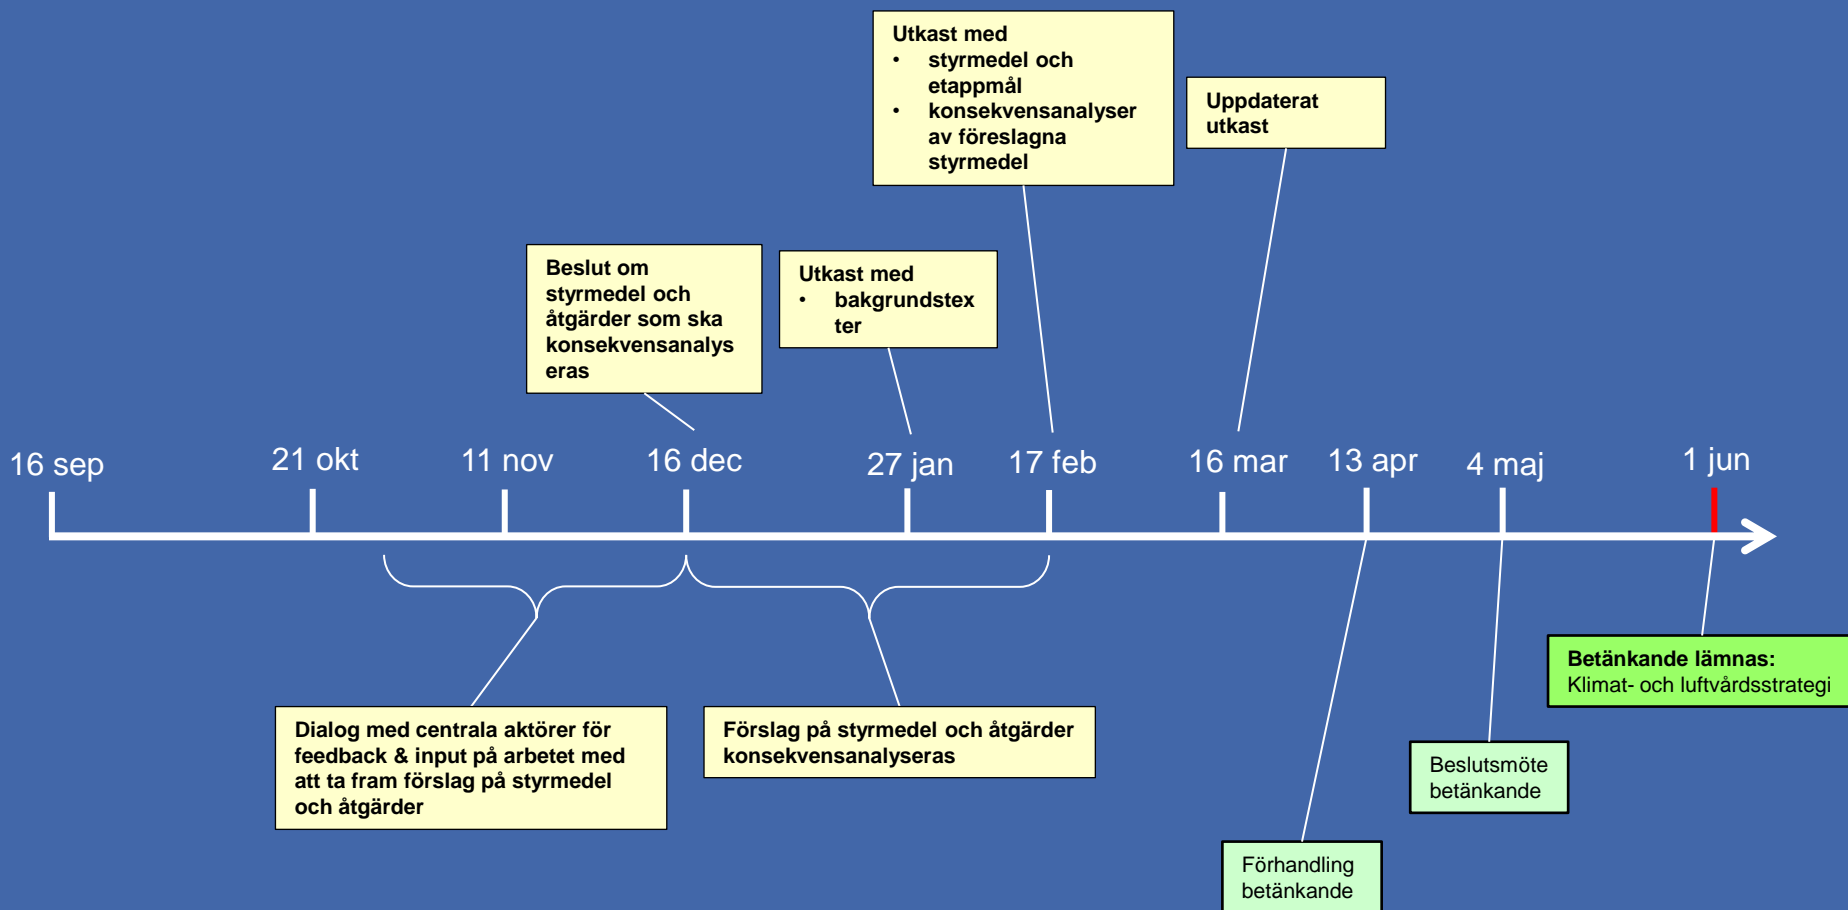 Utkast med
• styrmedel och
etappmål
• konsekvensanalyser
av föreslagna
styrmedel
Uppdaterat
utkast
Beslut om
styrmedel och
åtgärder som ska
konsekvensanalys
eras
Utkast med
• bakgrundstex
ter
16 sep
21 okt
11 nov
16 dec
27 jan
17 feb
16 mar
13 apr
4 maj
1 jun
Betänkande lämnas:
Klimat- och luftvårdsstrategi
Dialog med centrala aktörer för
feedback & input på arbetet med
att ta fram förslag på styrmedel
och åtgärder
Förslag på styrmedel och åtgärder
konsekvensanalyseras
Beslutsmöte
betänkande
Förhandling
betänkande